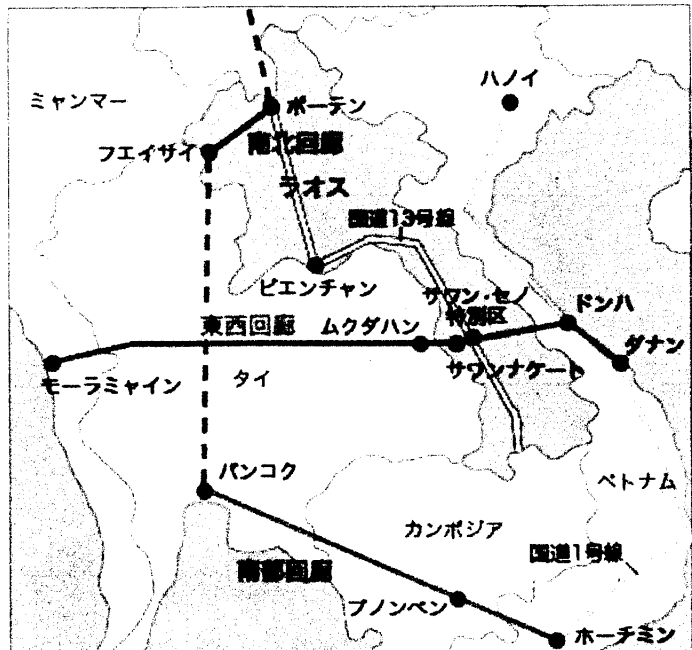 ハノイ
ミャンマー
ボーテン
フエイサイ
南北回廊
ラオス
国道13号線
ビエンチャン
サワン・セノ
特別区
ドンハ
東西回廊
ムクダハン
ダナン
サワンナケート
モーラミャイン
タイ
バンコク
ベトナム
カンボジア
国道1号線
南部回廊
プノンペン
ホーチミン